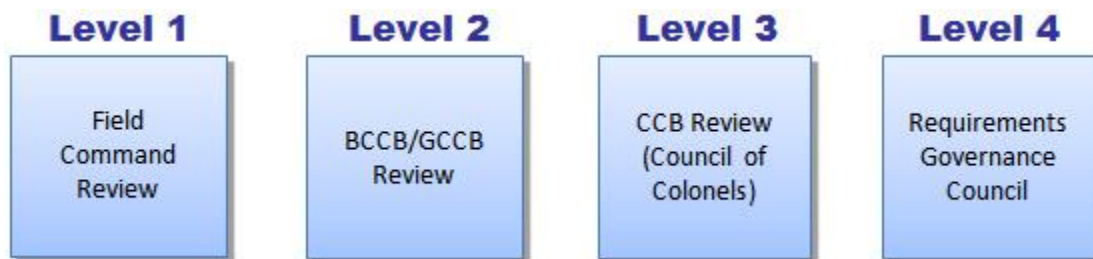 Level 1
Field
Command
Review
Level 2
BCCB/GCCB
Review
Level 3
CCB Review
(Council of
Colonels)
Level 4
Requirements
Governance
Council